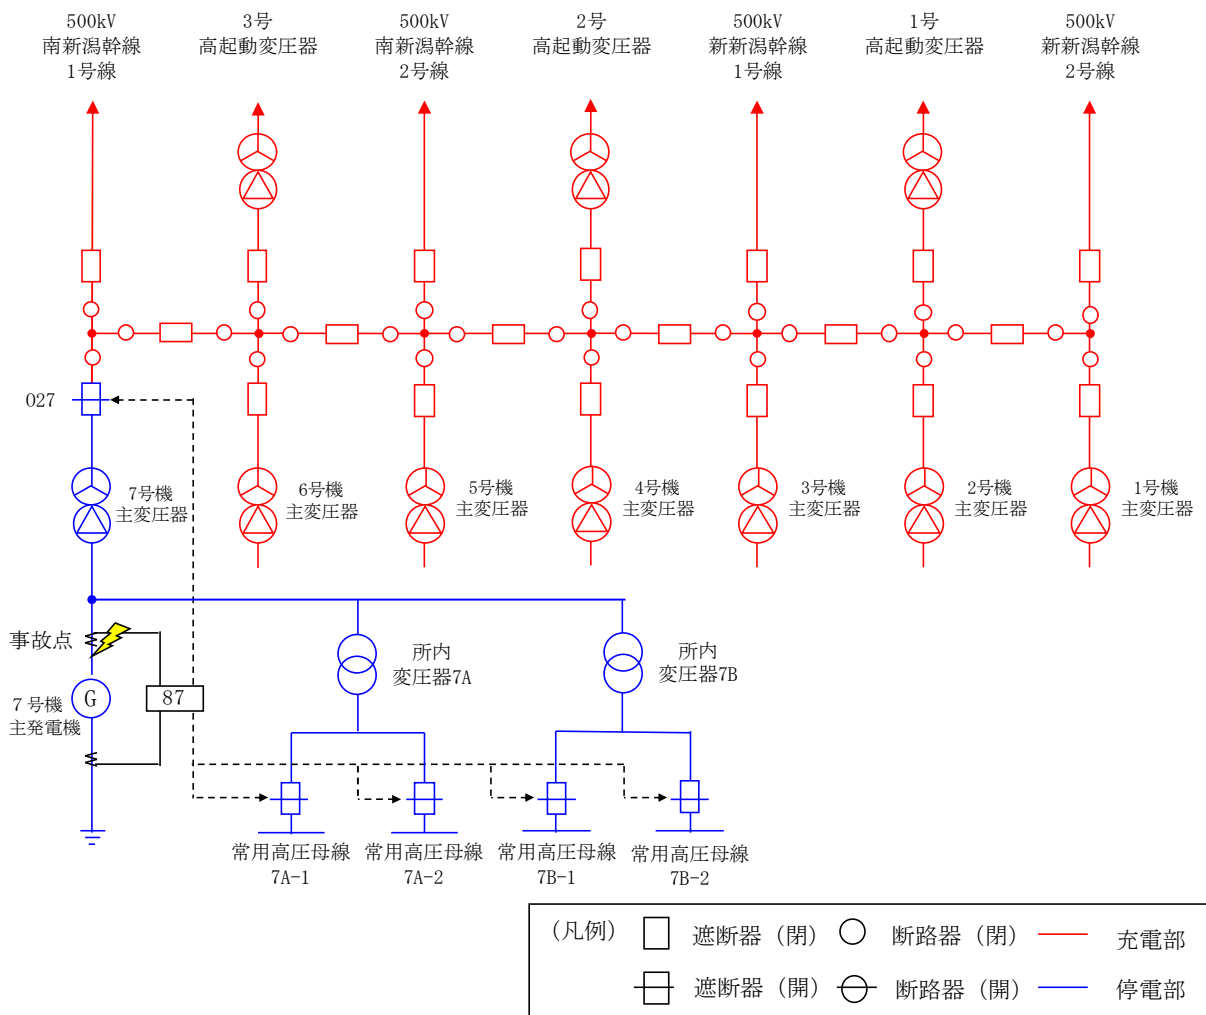 500kV
南新潟幹線
1号線
3号
高起動変圧器
500kV
南新潟幹線
2号線
2号
高起動変圧器
500kV
新新潟幹線
1号線
1号
高起動変圧器
500kV
新新潟幹線
2号線
O27
7号機
主変圧器
6号機
主変圧器
5号機
主変圧器
4号機
主変圧器
3号機
主変圧器
2号機
主変圧器
1号機
主変圧器
事故点
87
G
7号機
主発電機
所内
変圧器7A
所内
変圧器7B
常用高圧母線
7A-1
常用高圧母線
7A-2
常用高圧母線
7B-1
常用高圧母線
7B-2
(凡例) 遮断器(閉) 断路器(閉) 充電部
遮断器(開) 断路器(開) 停電部